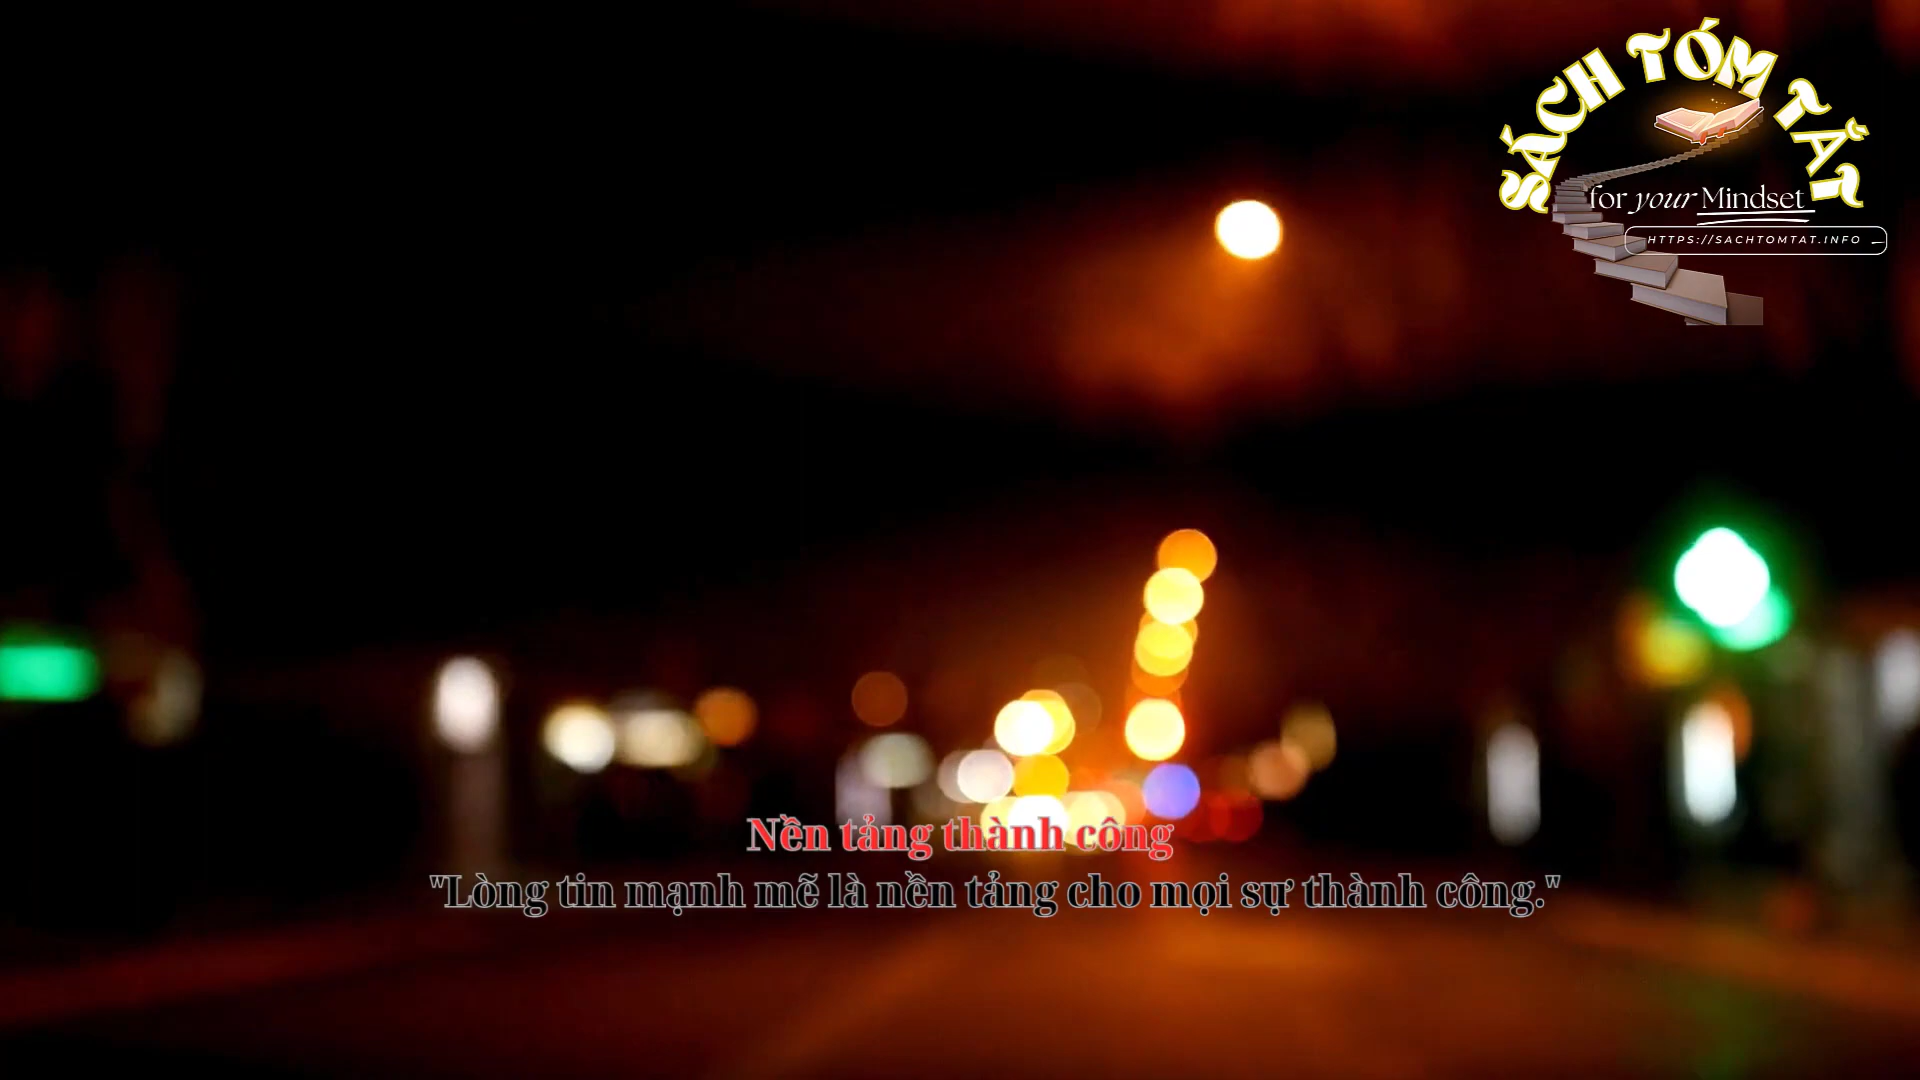 SÁCH TÓM TẮT
for your Mindset
HTTPS://SACHTOMTAT.INFO
Nền tảng thành công
"Lòng tin mạnh mẽ là nền tảng cho mọi sự thành công."